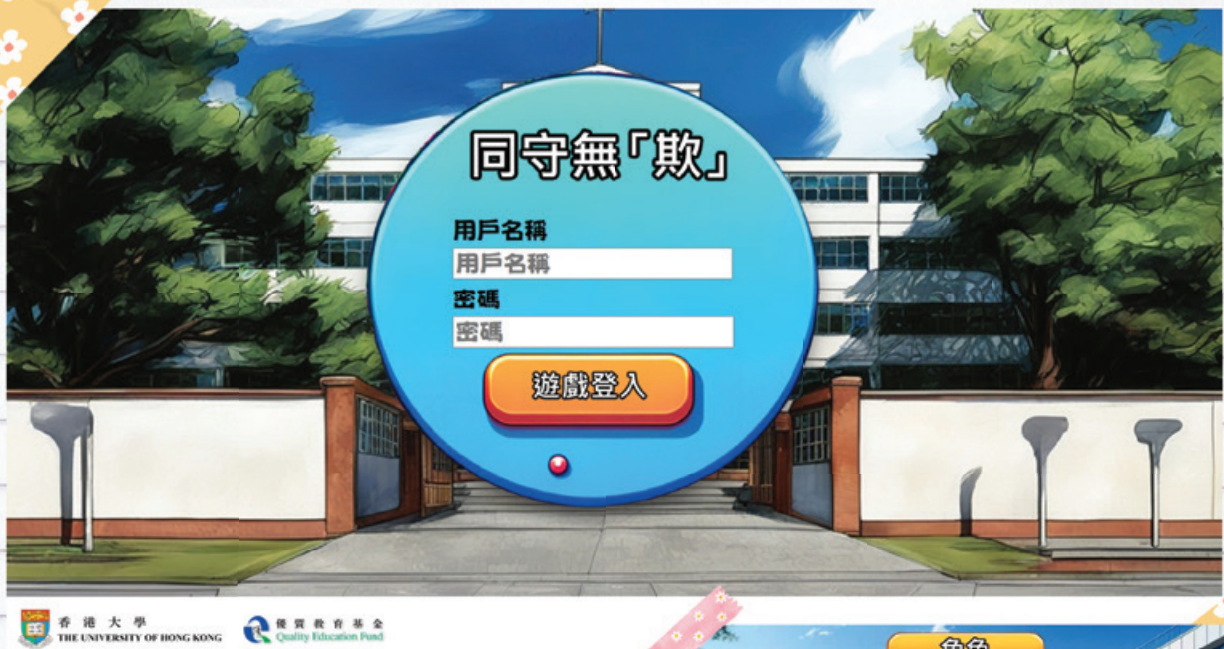 同守無「欺」
用戶名稱
用戶名稱
密碼
密碼
遊戲登入
香港大學
THE UNIVERSITY OF HONG KONG
優質教育基金
Quality Education Fund
角色